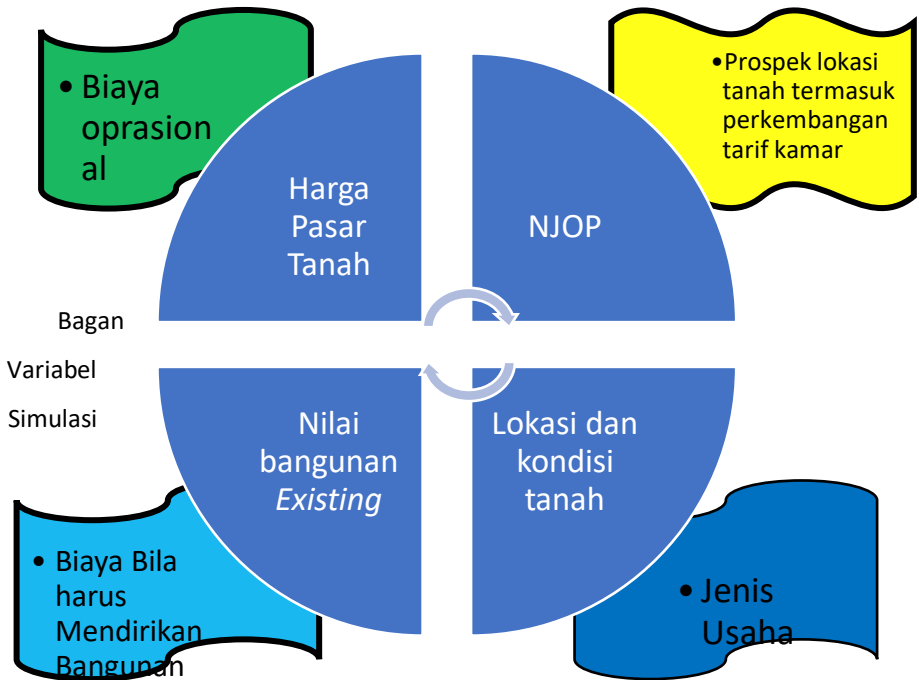 • Biaya
oprasion
al
• Prospek lokasi
tanah termasuk
perkembangan
tarif kamar
Harga
Pasar
Tanah
NJOP
Bagan
Variabel
Simulasi
Nilai
bangunan
Existing
Lokasi dan
kondisi
tanah
• Biaya Bila
harus
Mendirikan
Bangunan
• Jenis
Usaha